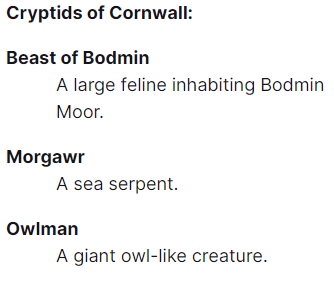 Cryptids of Cornwall:
Beast of Bodmin
A large feline inhabiting Bodmin
Moor.
Morgawr
A sea serpent.
Owlman
A giant owl-like creature.